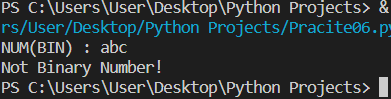 PS C:\Users\User\Desktop\Python Projects> &
rs/User/Desktop/Python Projects/Pracite06.py
NUM(BIN) : abc
Not Binary Number!
PS C:\Users\User\Desktop\Python Projects>